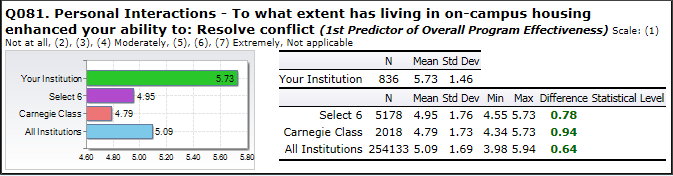 Q081. Personal Interactions - To what extent has living in on-campus housing
enhanced your ability to: Resolve conflict (1st Predictor of Overall Program Effectiveness) Scale: (1)
Not at all, (2), (3), (4) Moderately, (5), (6), (7) Extremely, Not applicable
Your Institution 5.73
Select 6 4.95
Carnegie Class 4.79
All Institutions 5.09
4.60 4.80 5.00 5.20 5.40 5.60 5.80
N Mean Std Dev
Your Institution 836 5.73 1.46
N Mean Std Dev Min Max Difference Statistical Level
Select 6 5178 4.95 1.76 4.55 5.73 0.78
Carnegie Class 2018 4.79 1.73 4.34 5.73 0.94
All Institutions 254133 5.09 1.69 3.98 5.94 0.64